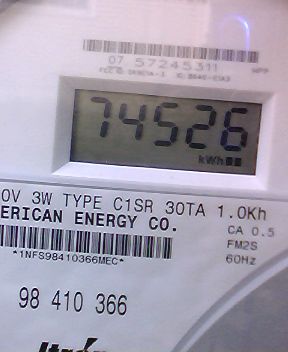 07 57245311
74526
kWh
0V 3W TYPE C1SR 30TA 1.0Kh
ERICAN ENERGY CO.
CA 0.5
FM2S
60Hz
*1NFS98410366MEC*
98 410 366
Itrón